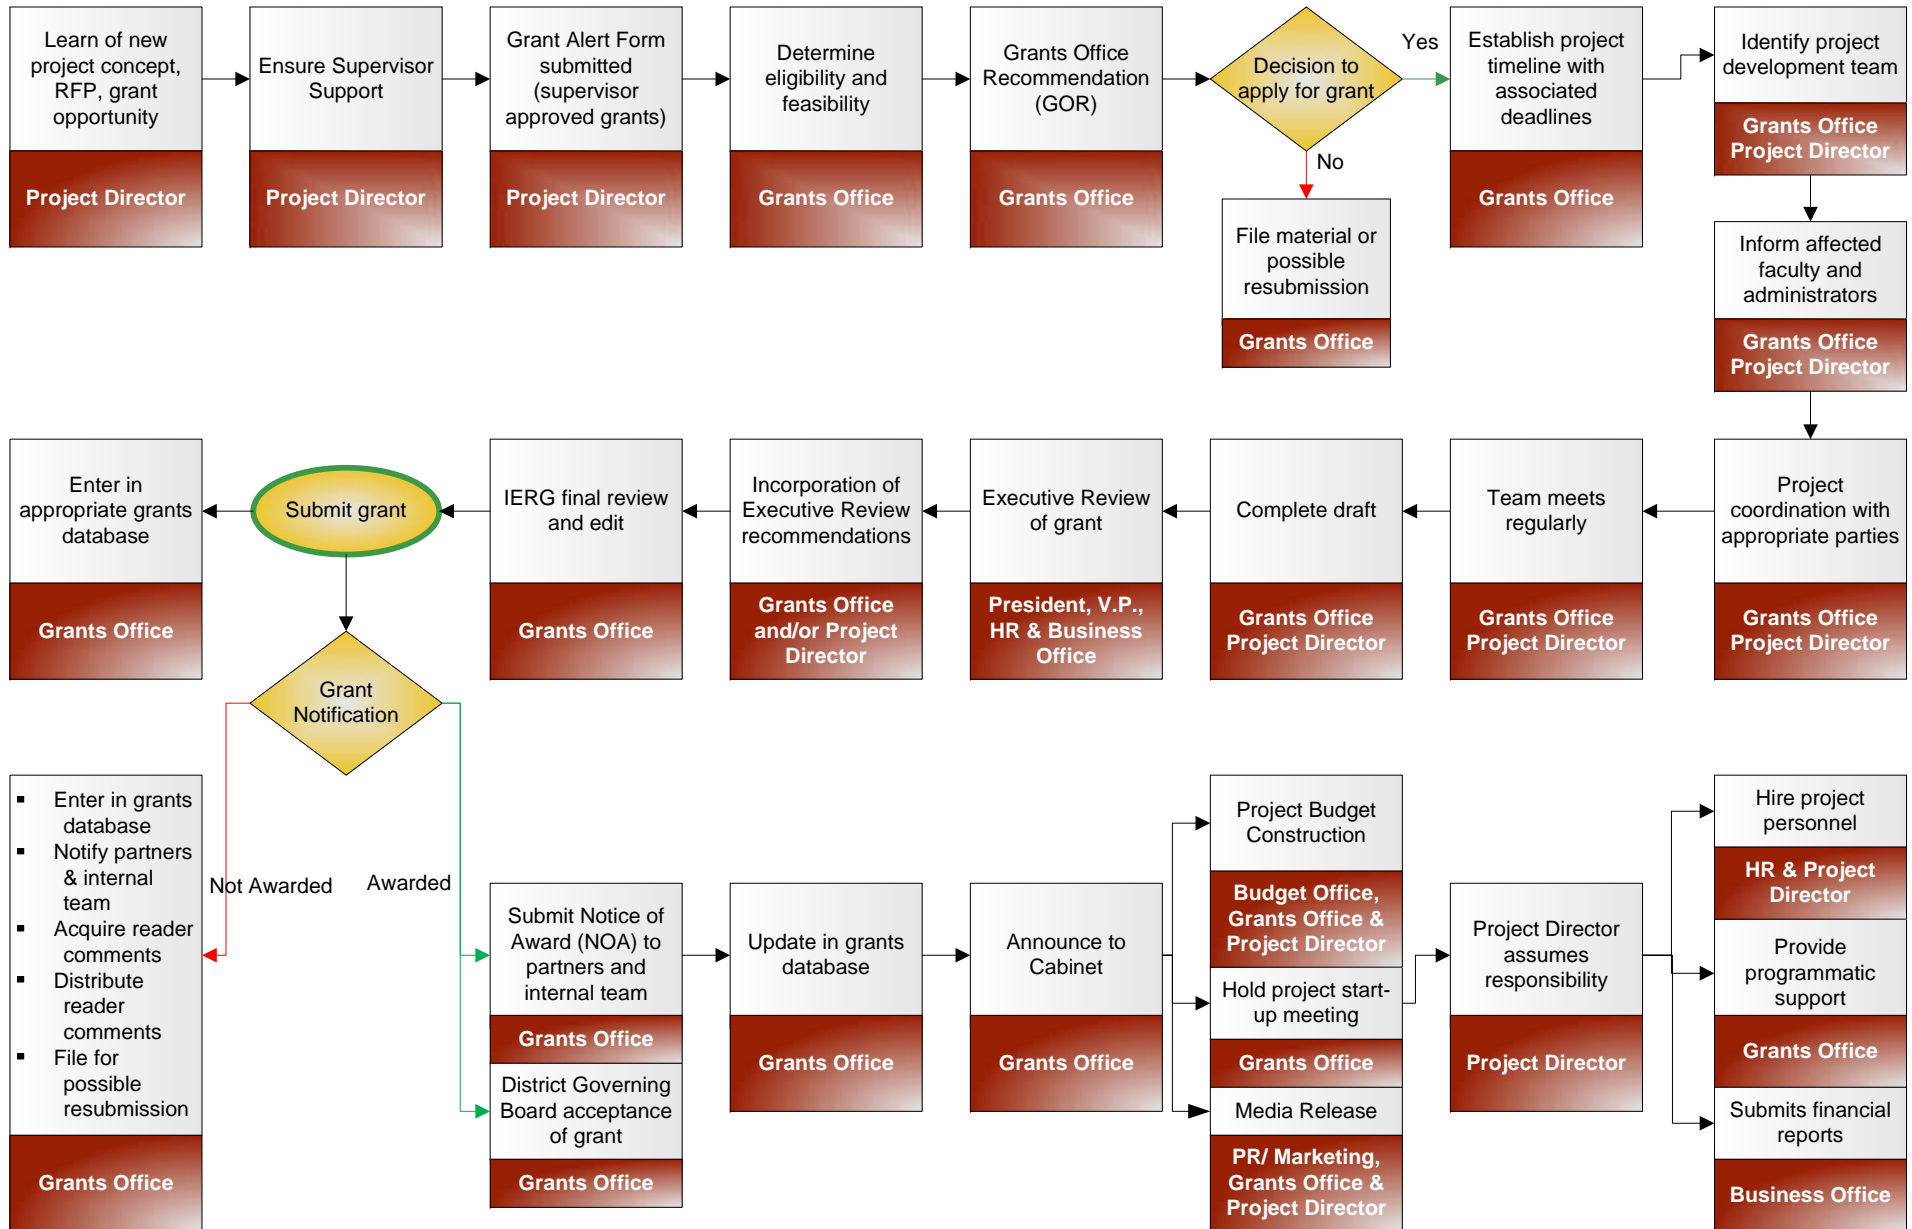 Learn of new
project concept,
RFP, grant
opportunity
Project Director
Ensure Supervisor
Support
Project Director
Grant Alert Form
submitted
(supervisor
approved grants)
Project Director
Determine
eligibility and
feasibility
Grants Office
Grants Office
Recommendation
(GOR)
Grants Office
Decision to
apply for grant
Yes
No
File material or
possible
resubmission
Grants Office
Establish project
timeline with
associated
deadlines
Grants Office
Identify project
development team
Grants Office
Project Director
Inform affected
faculty and
administrators
Grants Office
Project Director
Project
coordination with
appropriate parties
Grants Office
Project Director
Team meets
regularly
Grants Office
Project Director
Complete draft
Grants Office
Project Director
Executive Review
of grant
President, V.P.,
HR & Business
Office
Incorporation of
Executive Review
recommendations
Grants Office
and/or Project
Director
IERG final review
and edit
Grants Office
Submit grant
Enter in
appropriate grants
database
Grants Office
Grant
Notification
Not Awarded
Awarded
▪ Enter in grants
database
▪ Notify partners
& internal
team
▪ Acquire reader
comments
▪ Distribute
reader
comments
▪ File for
possible
resubmission
Grants Office
Submit Notice of
Award (NOA) to
partners and
internal team
Grants Office
District Governing
Board acceptance
of grant
Grants Office
Update in grants
database
Grants Office
Announce to
Cabinet
Grants Office
Project Budget
Construction
Budget Office,
Grants Office &
Project Director
Hold project start-
up meeting
Grants Office
Media Release
PR/ Marketing,
Grants Office &
Project Director
Project Director
assumes
responsibility
Project Director
Hire project
personnel
HR & Project
Director
Provide
programmatic
support
Grants Office
Submits financial
reports
Business Office